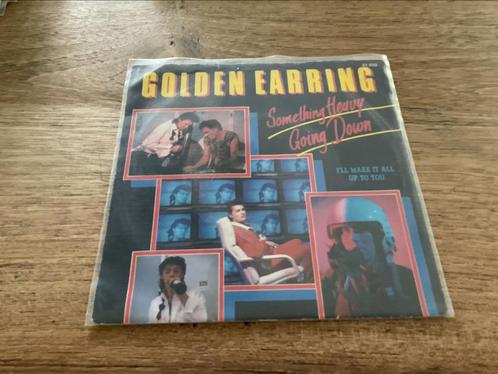 GOLDEN EARRING
Something Heavy
Going Down
I'LL MAKE IT ALL
UP TO YOU